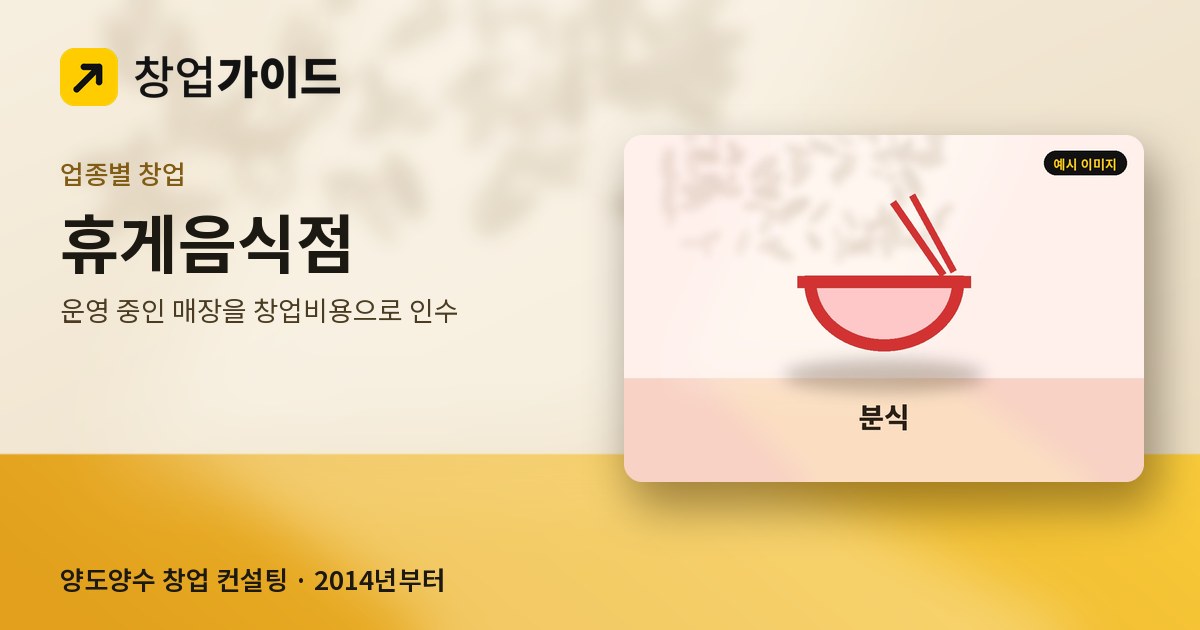 창업가이드
업종별 창업
휴게음식점
운영 중인 매장을 창업비용으로 인수
예시 이미지
분식
양도양수 창업 컨설팅 · 2014년부터